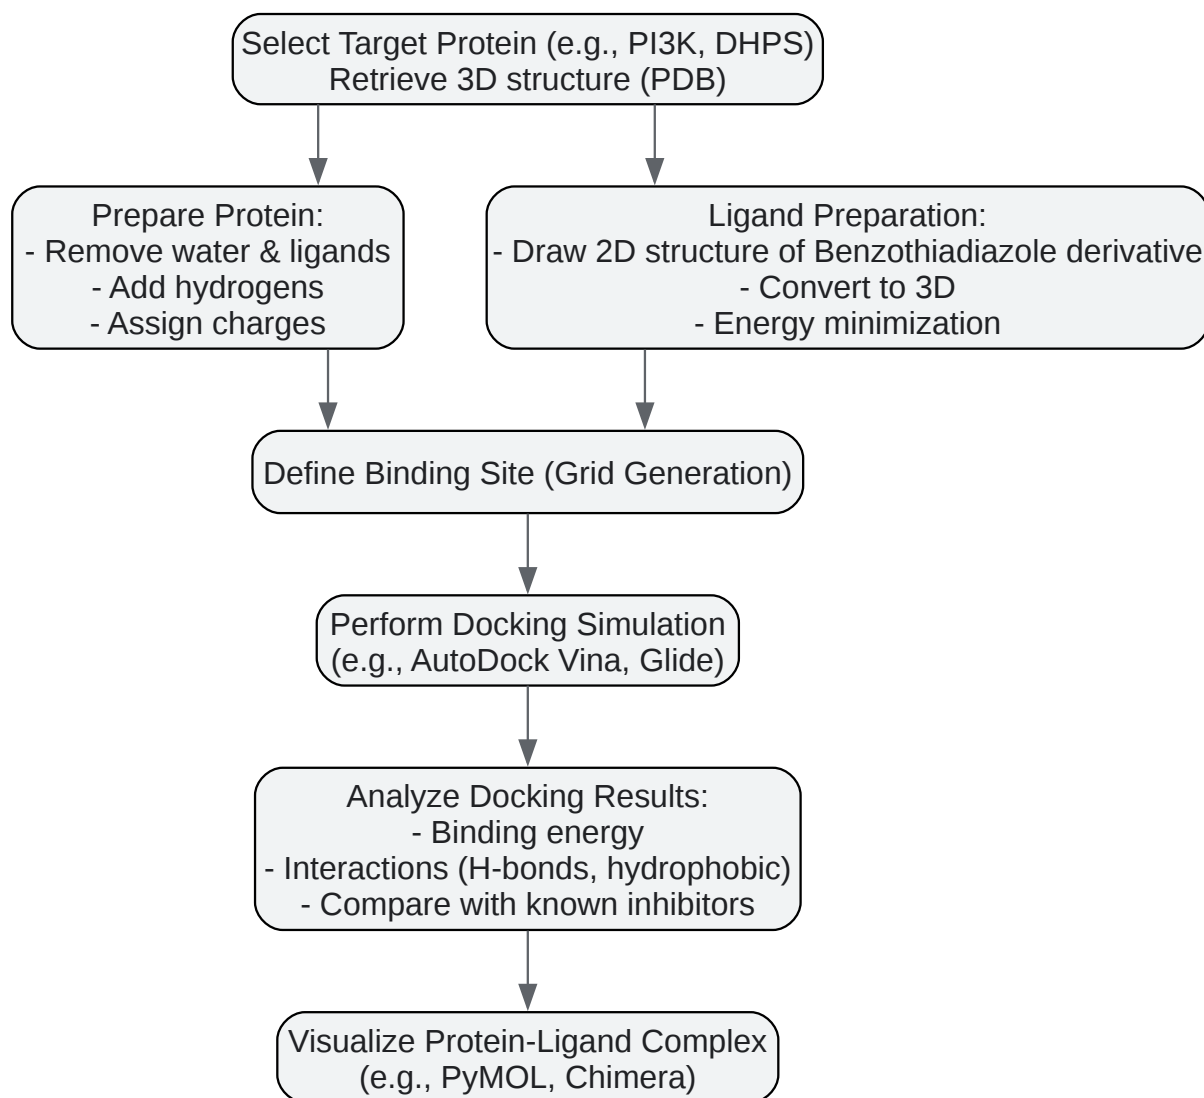 Select Target Protein (e.g., PI3K, DHPS)
Retrieve 3D structure (PDB)
Prepare Protein:
- Remove water & ligands
- Add hydrogens
- Assign charges
Ligand Preparation:
- Draw 2D structure of Benzothiadiazole derivative
- Convert to 3D
- Energy minimization
Define Binding Site (Grid Generation)
Perform Docking Simulation
(e.g., AutoDock Vina, Glide)
Analyze Docking Results:
- Binding energy
- Interactions (H-bonds, hydrophobic)
- Compare with known inhibitors
Visualize Protein-Ligand Complex
(e.g., PyMOL, Chimera)